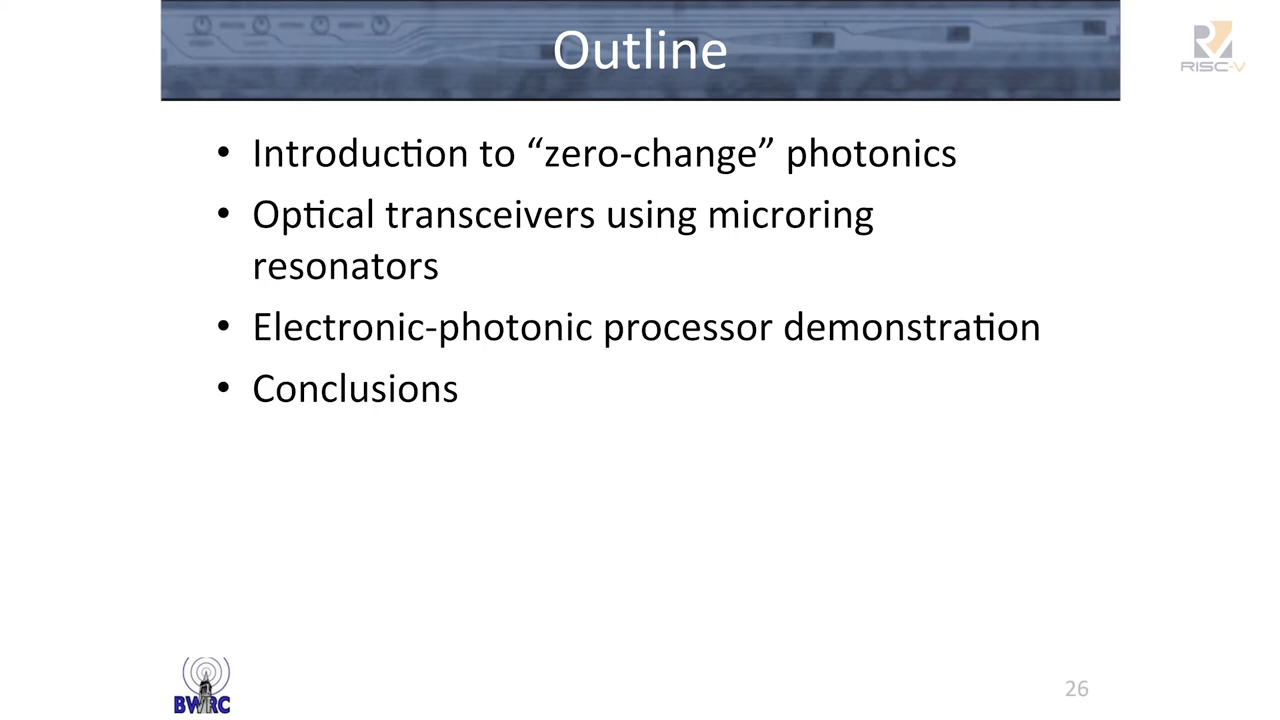 Outline
RISC-V
• Introduction to “zero-change” photonics
• Optical transceivers using microring
resonators
• Electronic-photonic processor demonstration
• Conclusions
BWRC
26